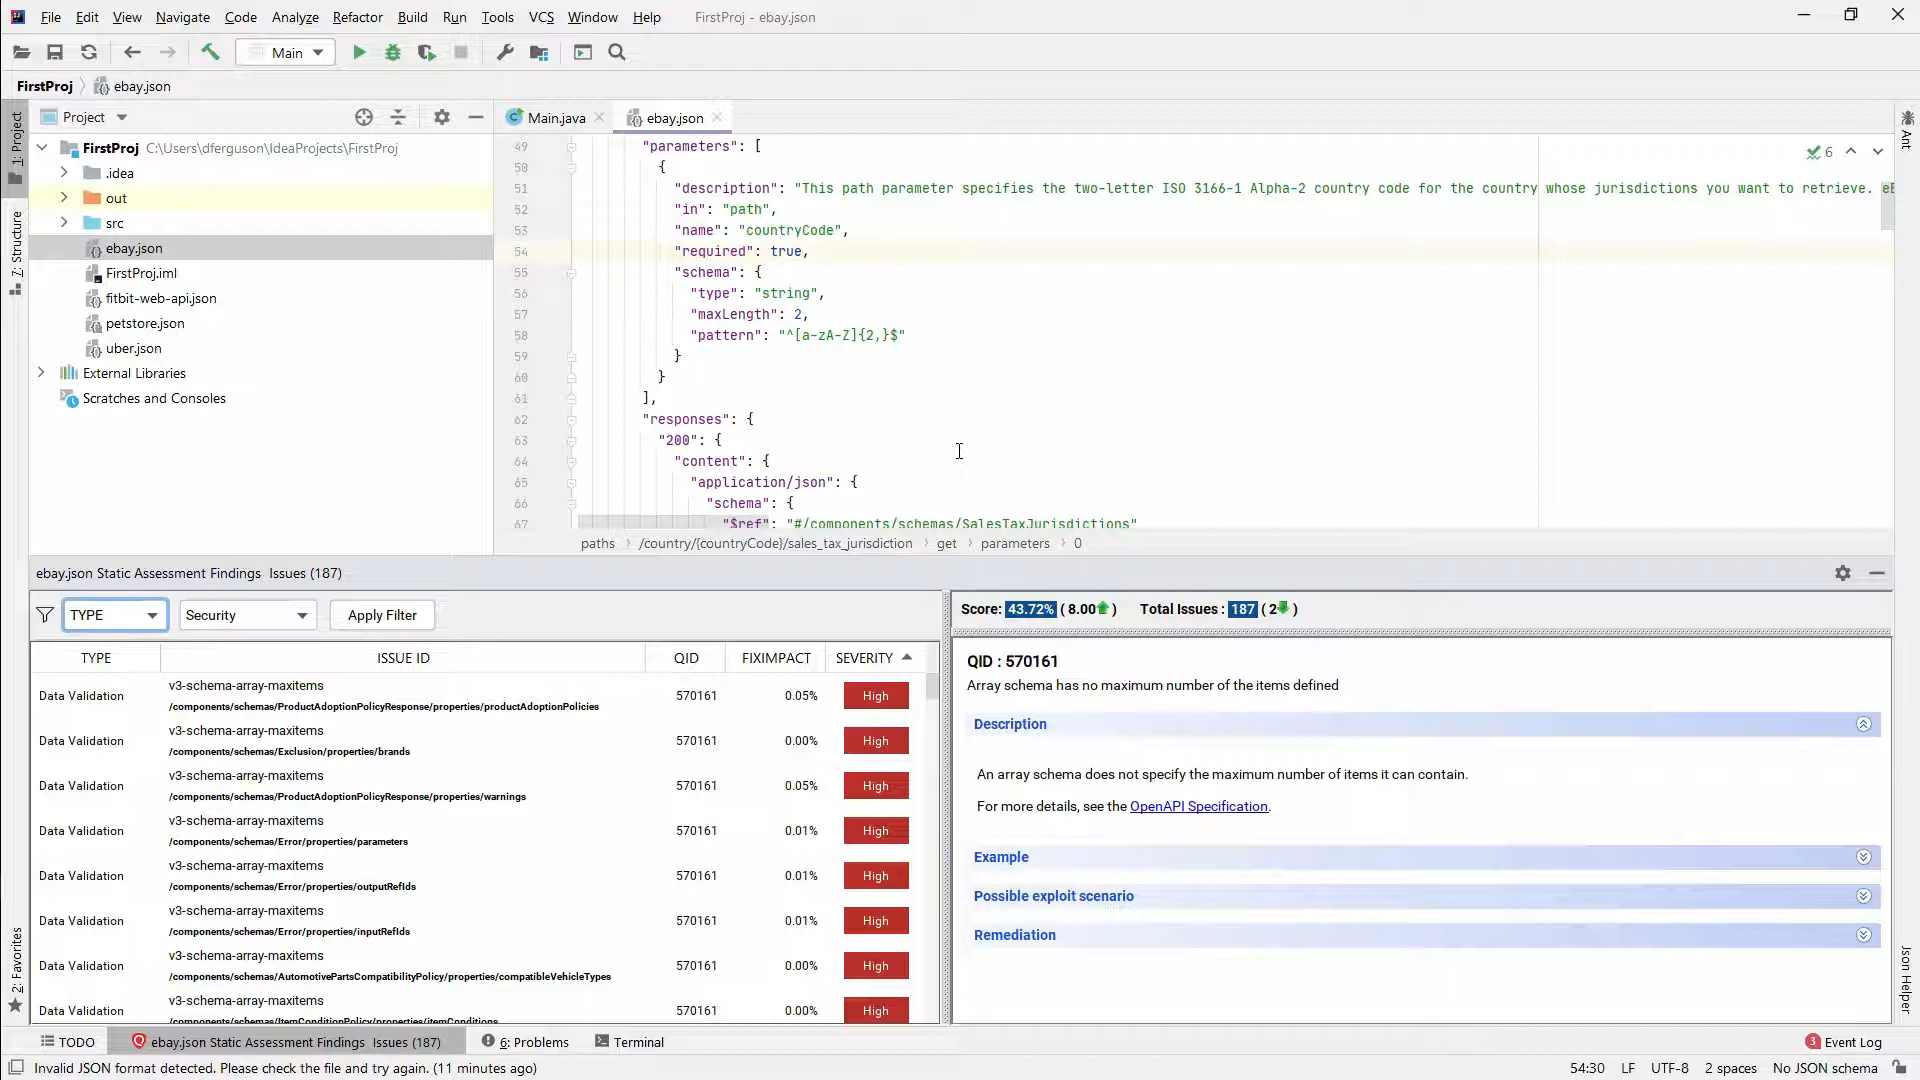 File Edit View Navigate Code Analyze Refactor Build Run Tools VCS Window Help FirstProj - ebay.json
Main
FirstProj ebay.json
Project
Main.java
ebay.json
1: Project
7: Structure
2: Favorites
FirstProj C:\Users\dferguson\IdeaProjects\FirstProj
.idea
out
src
ebay.json
FirstProj.iml
fitbit-web-api.json
petstore.json
uber.json
External Libraries
Scratches and Consoles
49 "parameters": [
50 {
51 "description": "This path parameter specifies the two-letter ISO 3166-1 Alpha-2 country code for the country whose jurisdictions you want to retrieve.
52 "in": "path",
53 "name": "countryCode",
54 "required": true,
55 "schema": {
56 "type": "string",
57 "maxLength": 2,
58 "pattern": "^[a-zA-Z]{2,}$"
59 }
60 }
61 ],
62 "responses": {
63 "200": {
64 "content": {
65 "application/json": {
66 "schema": {
67 "$ref": "#/components/schemas/SalesTaxJurisdictions"
6
Ant
Json Helper
paths /country/{countryCode}/sales_tax_jurisdiction get parameters 0
ebay.json Static Assessment Findings Issues (187)
TYPE Security Apply Filter
Score: 43.72% ( 8.00 ) Total Issues : 187 ( 2 )
TYPE ISSUE ID QID FIXIMPACT SEVERITY
Data Validation v3-schema-array-maxitems 570161 0.05% High
/components/schemas/ProductAdoptionPolicyResponse/properties/productAdoptionPolicies
Data Validation v3-schema-array-maxitems 570161 0.00% High
/components/schemas/Exclusion/properties/brands
Data Validation v3-schema-array-maxitems 570161 0.05% High
/components/schemas/ProductAdoptionPolicyResponse/properties/warnings
Data Validation v3-schema-array-maxitems 570161 0.01% High
/components/schemas/Error/properties/parameters
Data Validation v3-schema-array-maxitems 570161 0.01% High
/components/schemas/Error/properties/outputRefIds
Data Validation v3-schema-array-maxitems 570161 0.01% High
/components/schemas/Error/properties/inputRefIds
Data Validation v3-schema-array-maxitems 570161 0.00% High
/components/schemas/AutomotivePartsCompatibilityPolicy/properties/compatibleVehicleTypes
Data Validation v3-schema-array-maxitems 570161 0.00% High
/components/schemas/ItemConditionPolicy/properties/itemConditions
QID : 570161
Array schema has no maximum number of the items defined
Description
An array schema does not specify the maximum number of items it can contain.
For more details, see the OpenAPI Specification.
Example
Possible exploit scenario
Remediation
TODO ebay.json Static Assessment Findings Issues (187) 6: Problems Terminal 3 Event Log
Invalid JSON format detected. Please check the file and try again. (11 minutes ago) 54:30 LF UTF-8 2 spaces No JSON schema